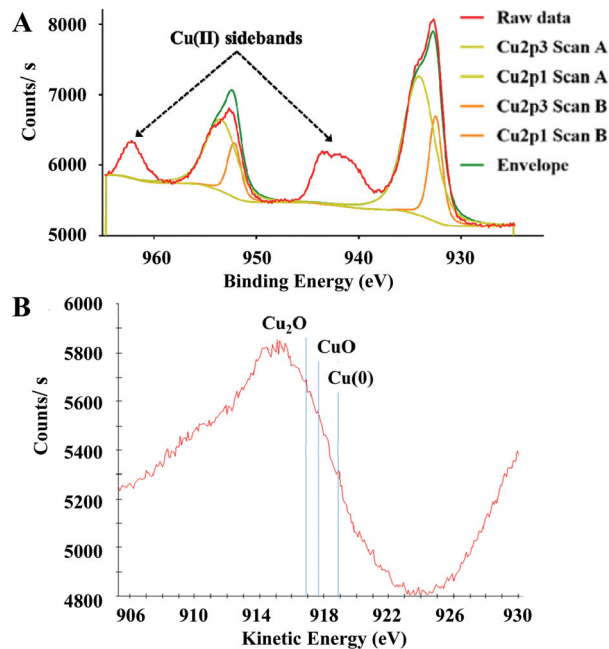 A
Cu(II) sidebands
Raw data
Cu2p3 Scan A
Cu2p1 Scan A
Cu2p3 Scan B
Cu2p1 Scan B
Envelope
Counts/ s
8000
7000
6000
5000
960 950 940 930
Binding Energy (eV)
B
Cu₂O
CuO
Cu(0)
Counts/ s
6000
5800
5600
5400
5200
5000
4800
906 910 915 918 922 926 930
Kinetic Energy (eV)